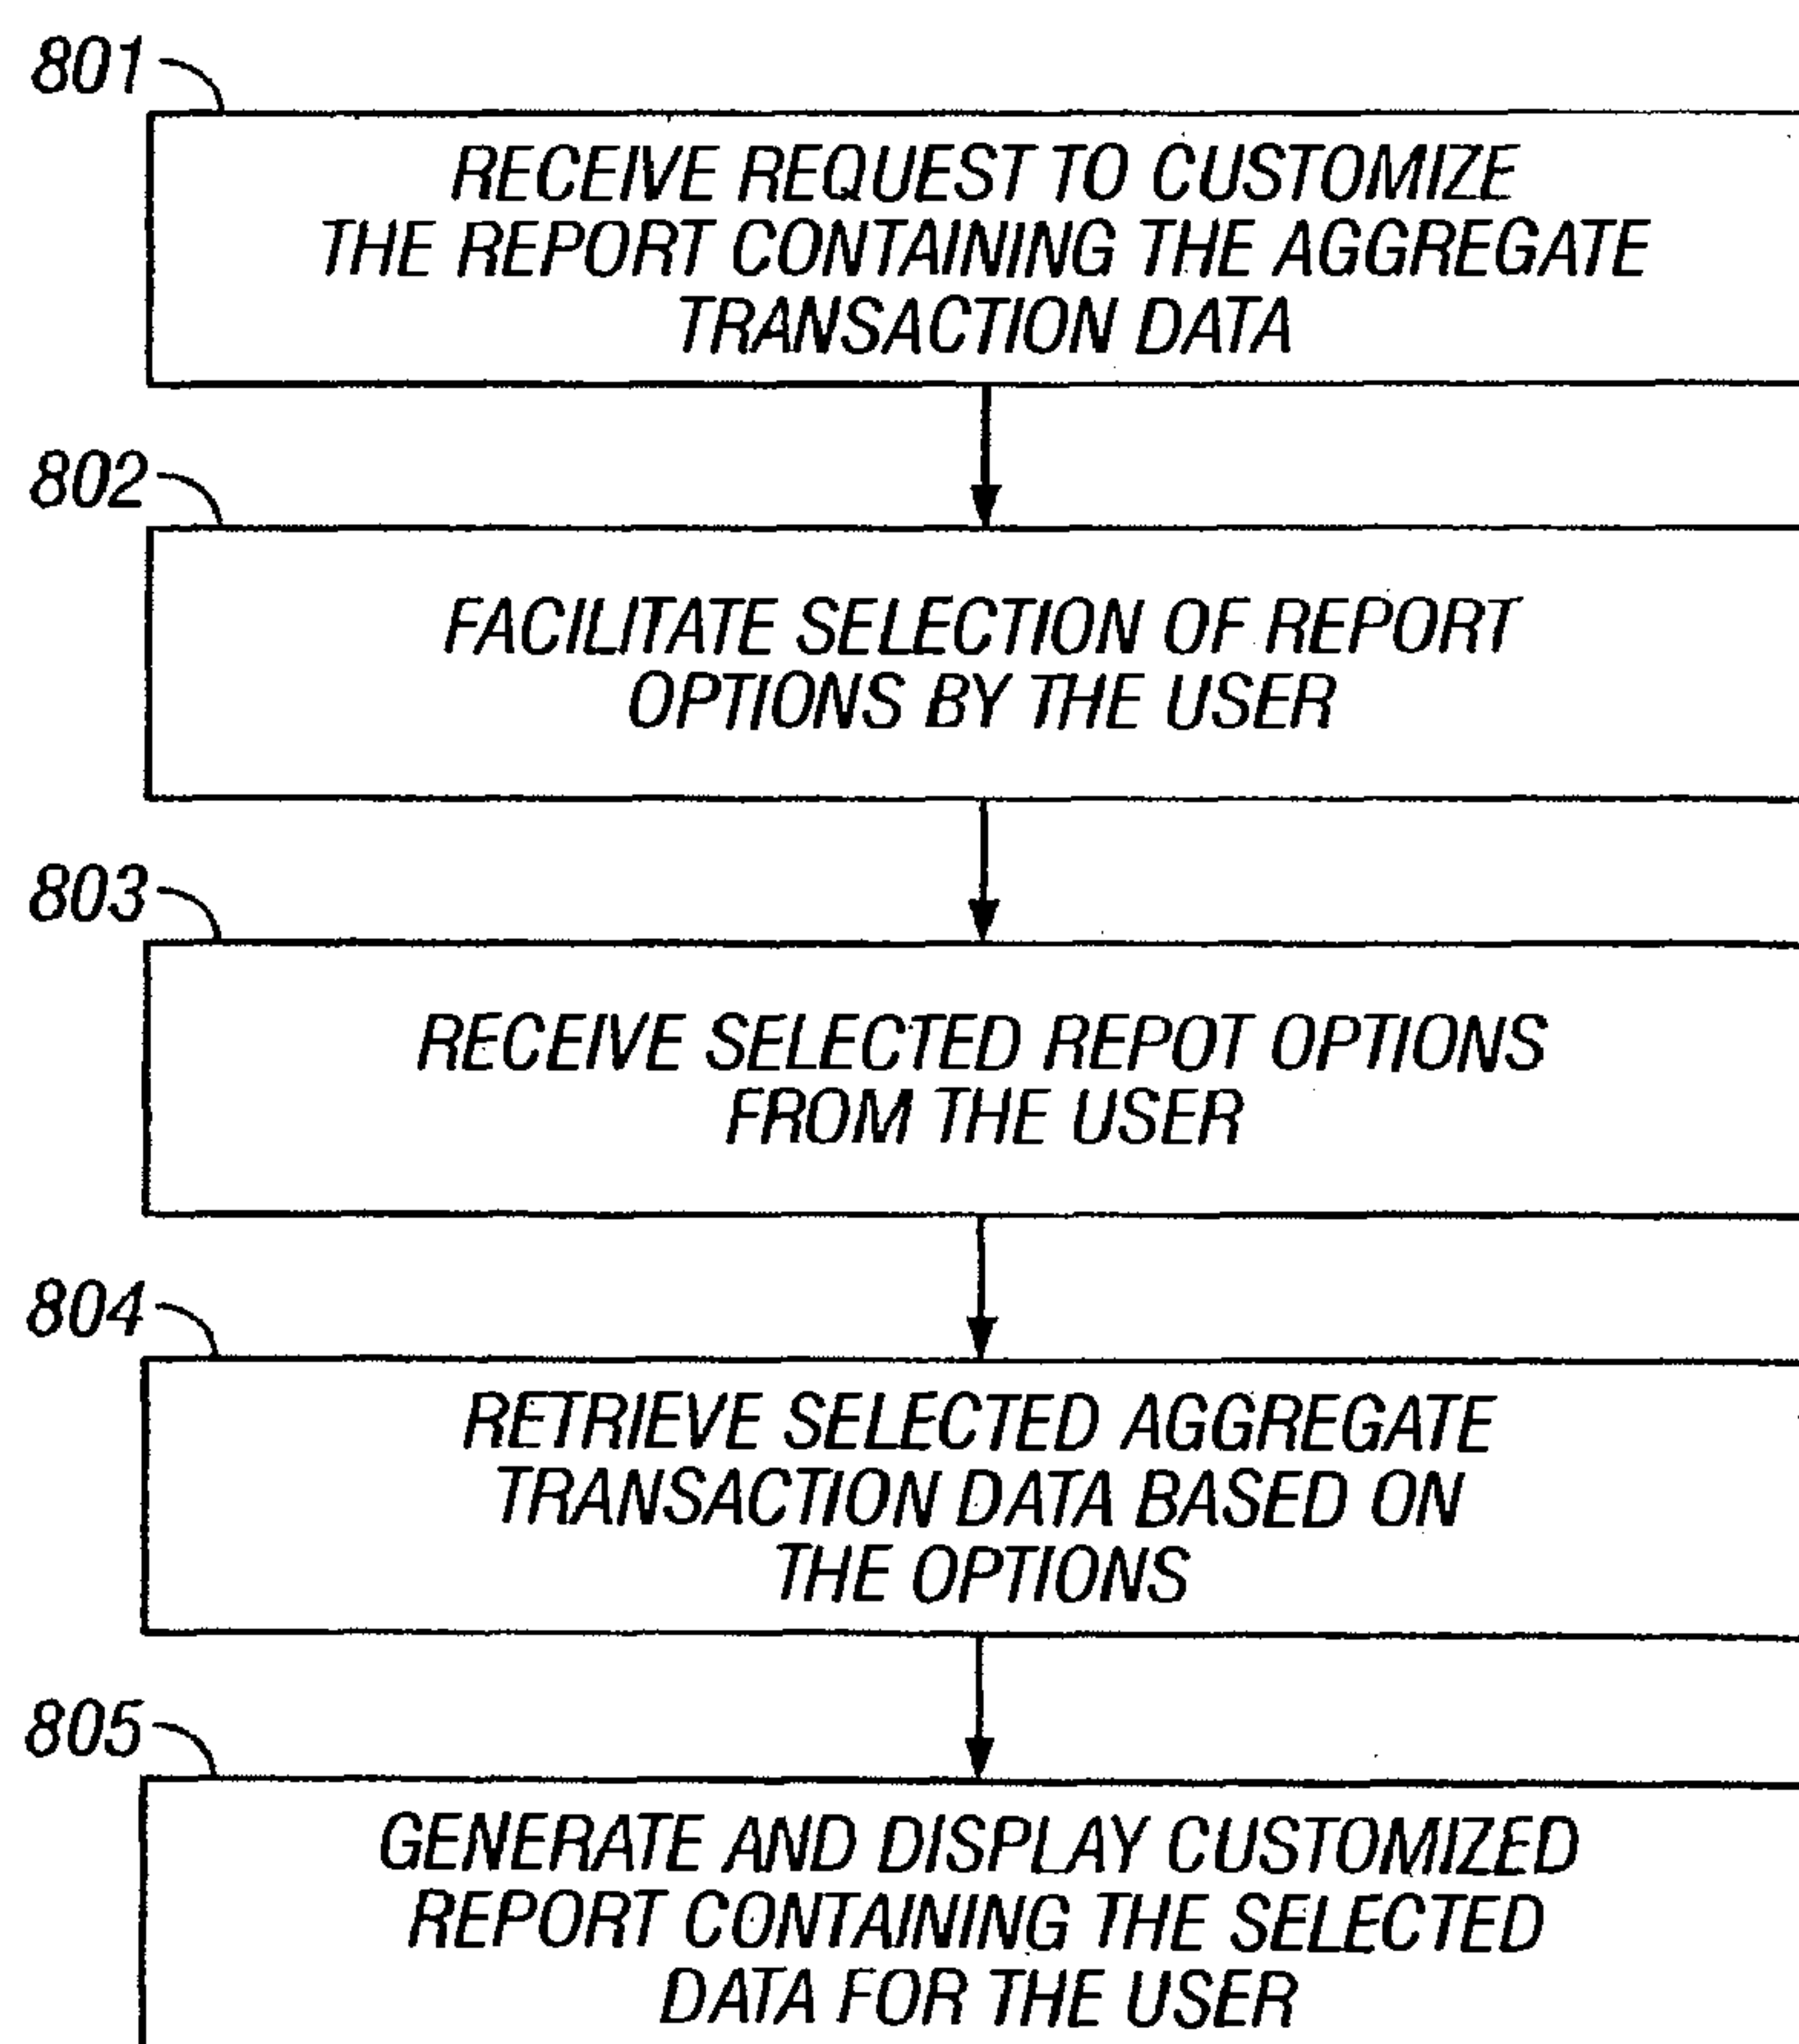 801
RECEIVE REQUEST TO CUSTOMIZE
THE REPORT CONTAINING THE AGGREGATE
TRANSACTION DATA
802
FACILITATE SELECTION OF REPORT
OPTIONS BY THE USER
803
RECEIVE SELECTED REPOT OPTIONS
FROM THE USER
804
RETRIEVE SELECTED AGGREGATE
TRANSACTION DATA BASED ON
THE OPTIONS
805
GENERATE AND DISPLAY CUSTOMIZED
REPORT CONTAINING THE SELECTED
DATA FOR THE USER